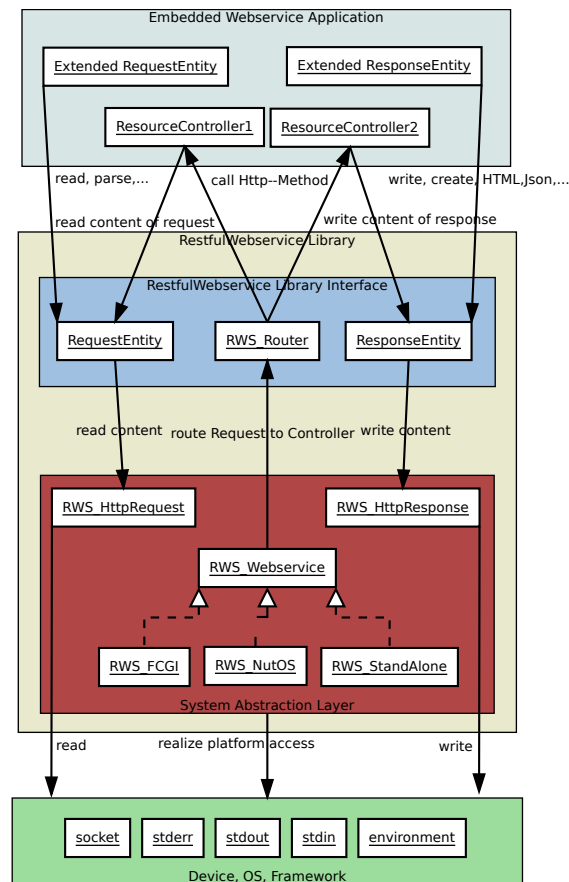 Embedded Webservice Application
Extended RequestEntity
Extended ResponseEntity
ResourceController1
ResourceController2
read, parse,...
call Http--Method
write, create, HTML,Json,...
read content of request
write content of response
RestfulWebservice Library
RestfulWebservice Library Interface
RequestEntity
RWS_Router
ResponseEntity
read content
route Request to Controller
write content
RWS_HttpRequest
RWS_HttpResponse
RWS_Webservice
RWS_FCGI
RWS_NutOS
RWS_StandAlone
System Abstraction Layer
read
realize platform access
write
socket
stderr
stdout
stdin
environment
Device, OS, Framework